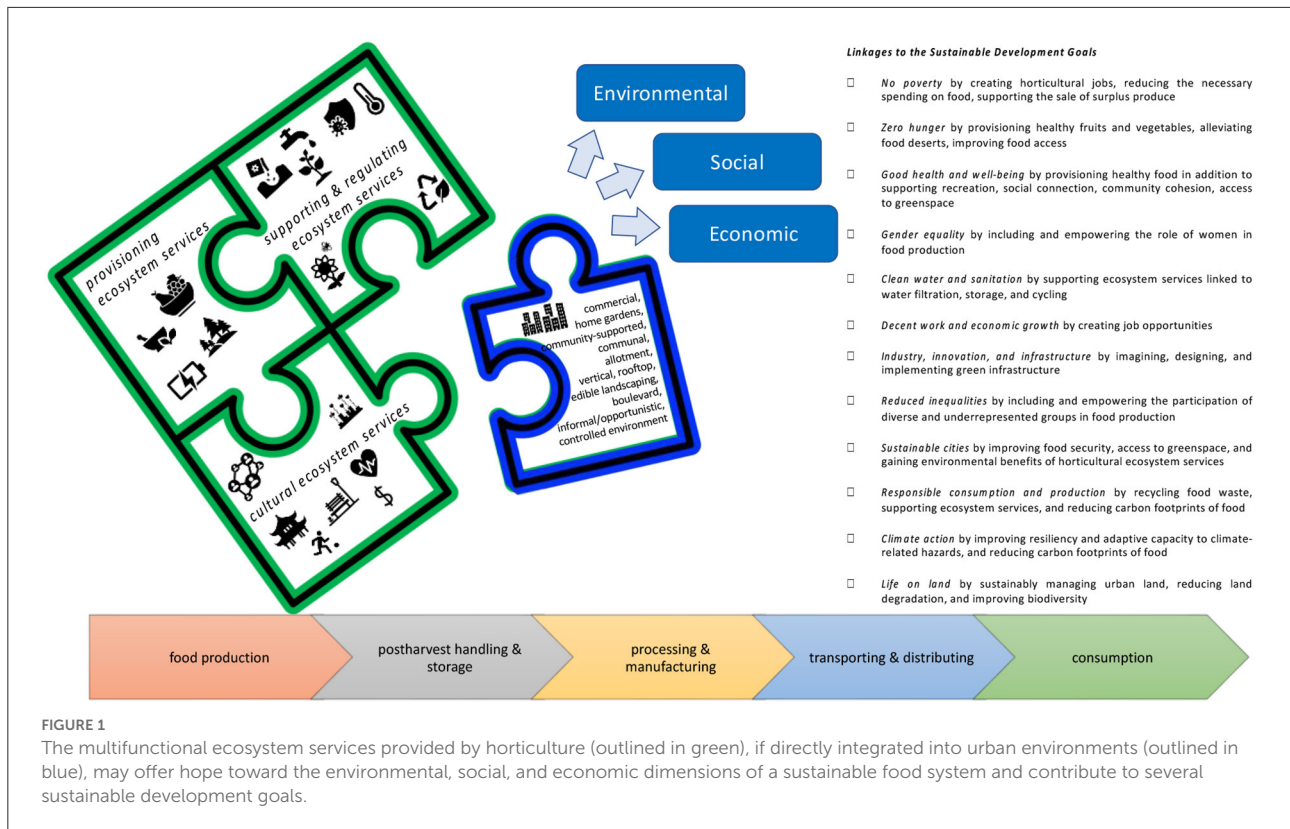 provisioning
ecosystem services
supporting & regulating
ecosystem services
cultural ecosystem services
$
commercial,
home gardens,
community-supported,
communal,
allotment,
vertical, rooftop,
edible landscaping,
boulevard,
informal/opportunistic,
controlled environment
Environmental
Social
Economic
Linkages to the Sustainable Development Goals
No poverty by creating horticultural jobs, reducing the necessary
spending on food, supporting the sale of surplus produce
Zero hunger by provisioning healthy fruits and vegetables, alleviating
food deserts, improving food access
Good health and well-being by provisioning healthy food in addition to
supporting recreation, social connection, community cohesion, access
to greenspace
Gender equality by including and empowering the role of women in
food production
Clean water and sanitation by supporting ecosystem services linked to
water filtration, storage, and cycling
Decent work and economic growth by creating job opportunities
Industry, innovation, and infrastructure by imagining, designing, and
implementing green infrastructure
Reduced inequalities by including and empowering the participation of
diverse and underrepresented groups in food production
Sustainable cities by improving food security, access to greenspace, and
gaining environmental benefits of horticultural ecosystem services
Responsible consumption and production by recycling food waste,
supporting ecosystem services, and reducing carbon footprints of food
Climate action by improving resiliency and adaptive capacity to climate-
related hazards, and reducing carbon footprints of food
Life on land by sustainably managing urban land, reducing land
degradation, and improving biodiversity
food production
postharvest handling &
storage
processing &
manufacturing
transporting & distributing
consumption
FIGURE 1
The multifunctional ecosystem services provided by horticulture (outlined in green), if directly integrated into urban environments (outlined in
blue), may offer hope toward the environmental, social, and economic dimensions of a sustainable food system and contribute to several
sustainable development goals.